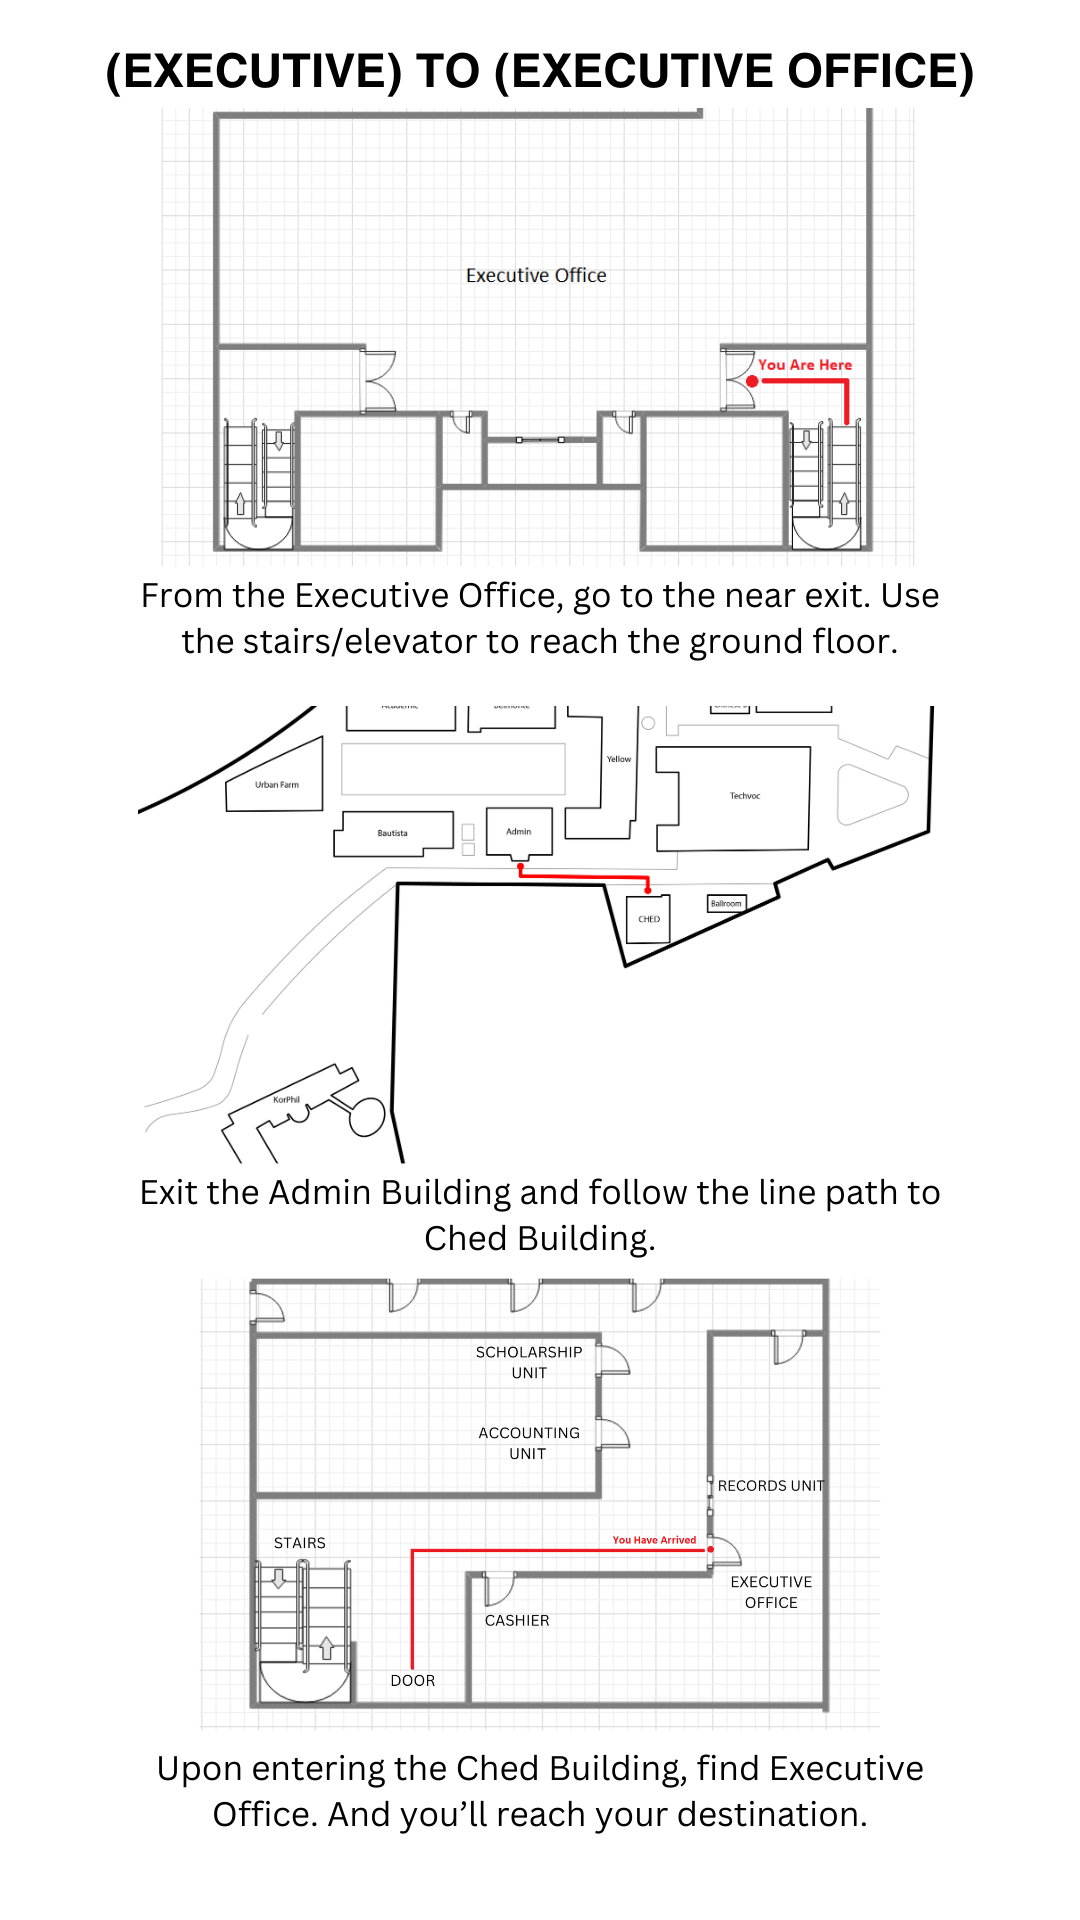 (EXECUTIVE) TO (EXECUTIVE OFFICE)
Executive Office
You Are Here
From the Executive Office, go to the near exit. Use
the stairs/elevator to reach the ground floor.
Academic
Belmonte
Yellow
Urban Farm
Techvoc
Bautista
Admin
CHED
Ballroom
KorPhil
Exit the Admin Building and follow the line path to
Ched Building.
SCHOLARSHIP
UNIT
ACCOUNTING
UNIT
RECORDS UNIT
STAIRS
You Have Arrived
EXECUTIVE
OFFICE
CASHIER
DOOR
Upon entering the Ched Building, find Executive
Office. And you’ll reach your destination.